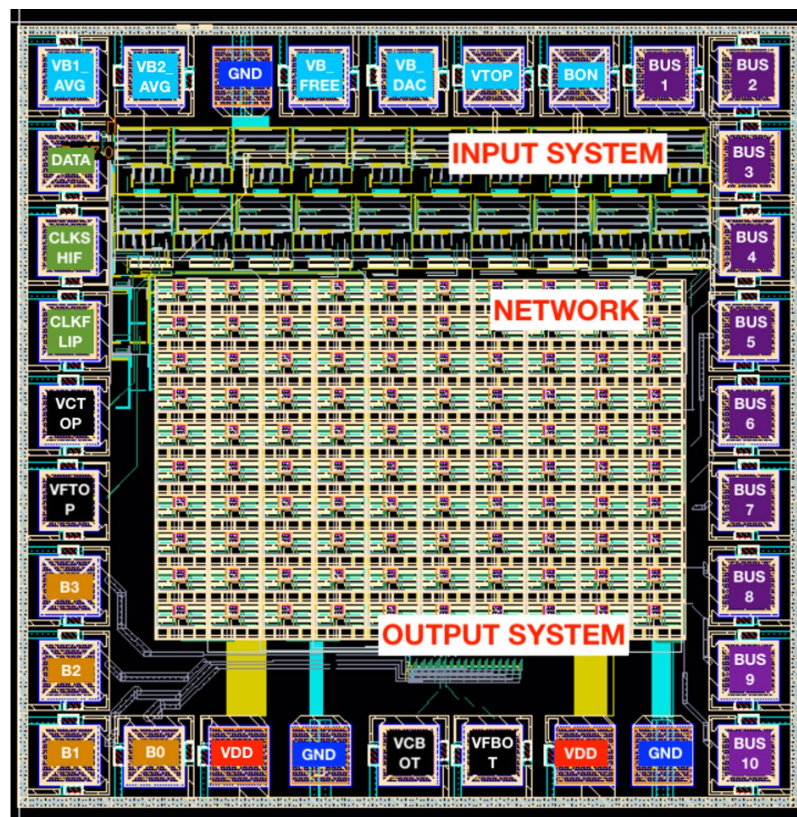 VB1_
AVG
VB2_
AVG
GND
VB_
FREE
VB_
DAC
VTOP
BON
BUS
1
BUS
2
DATA
INPUT SYSTEM
BUS
3
CLKS
HIF
BUS
4
NETWORK
CLKF
LIP
BUS
5
VCT
OP
BUS
6
VFTO
P
BUS
7
B3
BUS
8
OUTPUT SYSTEM
B2
BUS
9
B1
B0
VDD
GND
VCB
OT
VFBO
T
VDD
GND
BUS
10